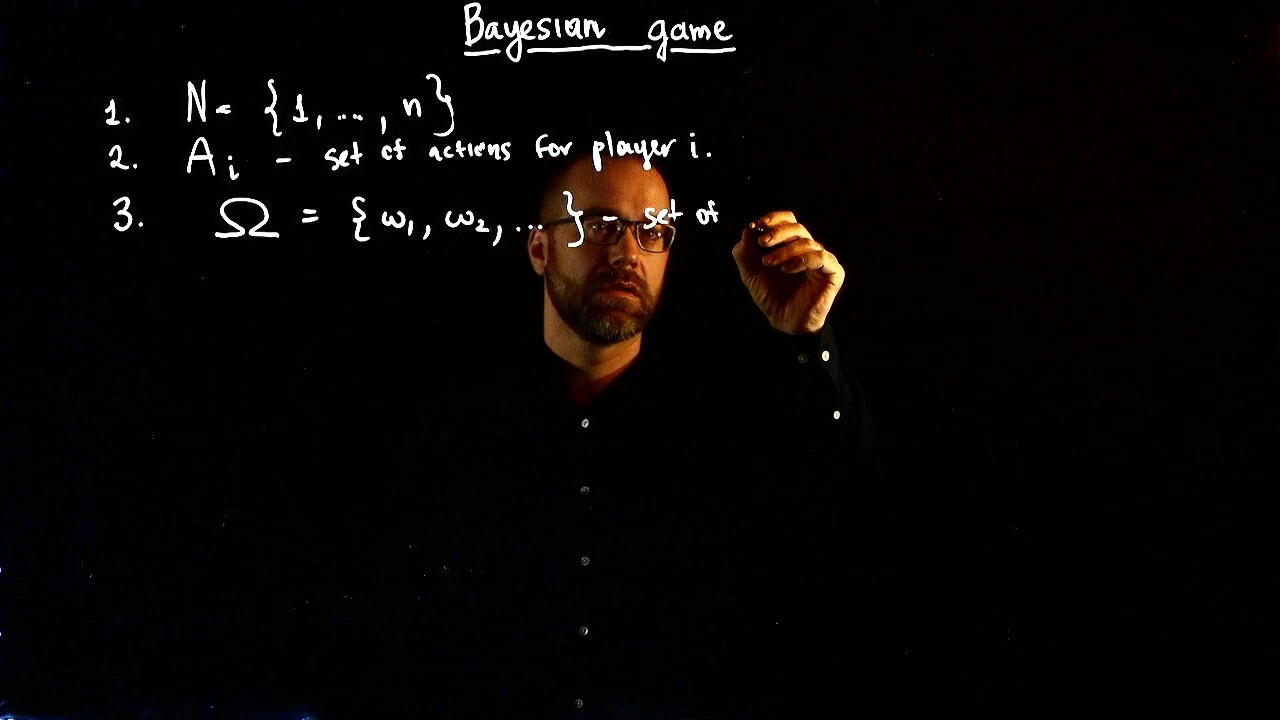 Bayesian game
1. N = {1, ..., n}
2. Aᵢ - set of actions for player i.
3. Ω = {ω₁, ω₂, ...} - set of